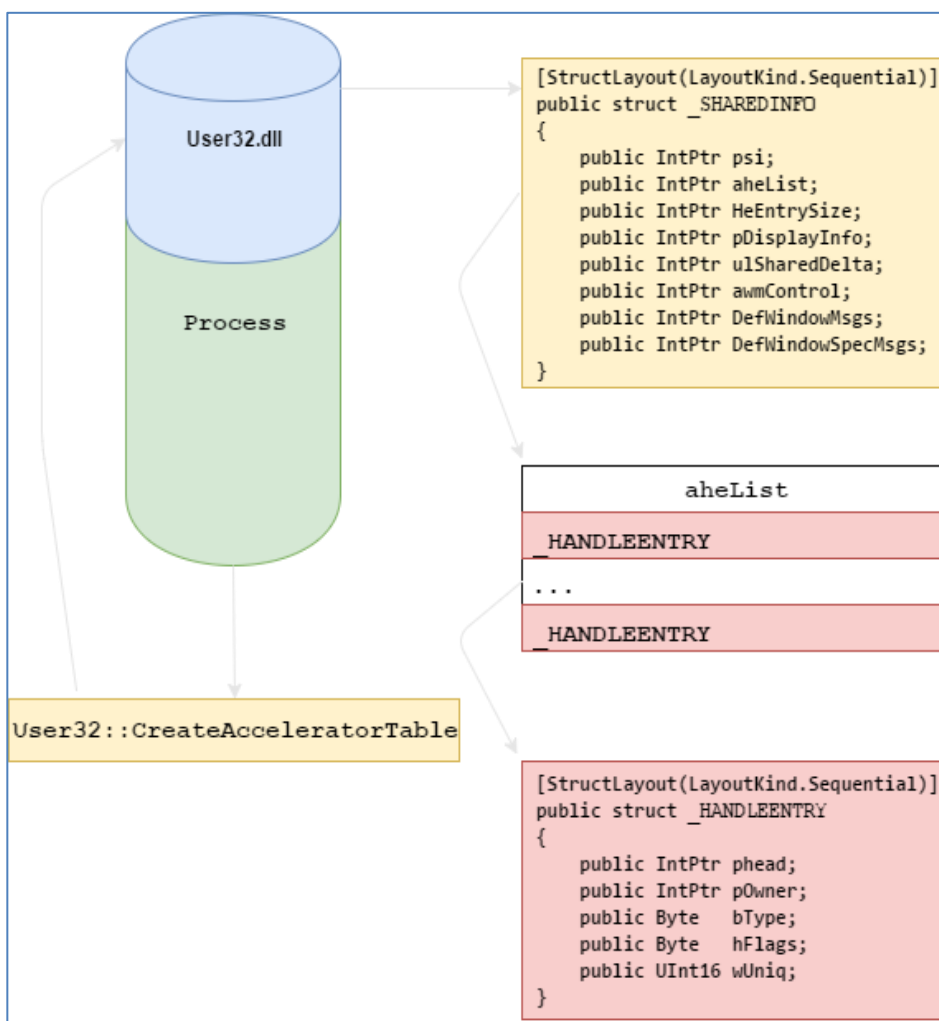 User32.dll
Process
User32::CreateAcceleratorTable
[StructLayout(LayoutKind.Sequential)]
public struct _SHAREDINFO
{
    public IntPtr psi;
    public IntPtr aheList;
    public IntPtr HeEntrySize;
    public IntPtr pDisplayInfo;
    public IntPtr ulSharedDelta;
    public IntPtr awmControl;
    public IntPtr DefWindowMsgs;
    public IntPtr DefWindowSpecMsgs;
}
aheList
_HANDLEENTRY
...
_HANDLEENTRY
[StructLayout(LayoutKind.Sequential)]
public struct _HANDLEENTRY
{
    public IntPtr phead;
    public IntPtr pOwner;
    public Byte   bType;
    public Byte   hFlags;
    public UInt16 wUniq;
}